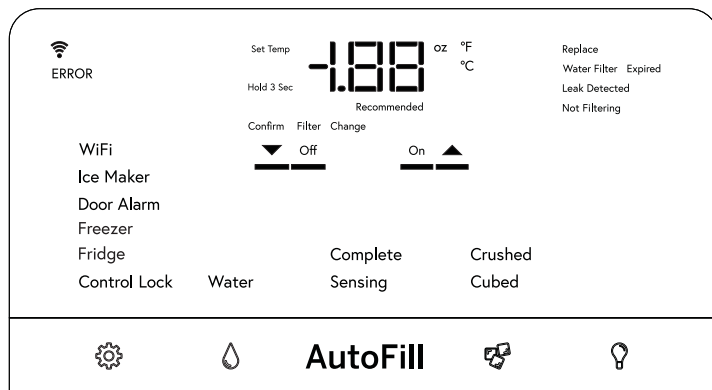 Set Temp -1.88 oz °F Replace
ERROR °C Water Filter Expired
Hold 3 Sec Leak Detected
Recommended Not Filtering
Confirm Filter Change
WiFi Off On
Ice Maker
Door Alarm
Freezer
Fridge Complete Crushed
Control Lock Water Sensing Cubed
AutoFill